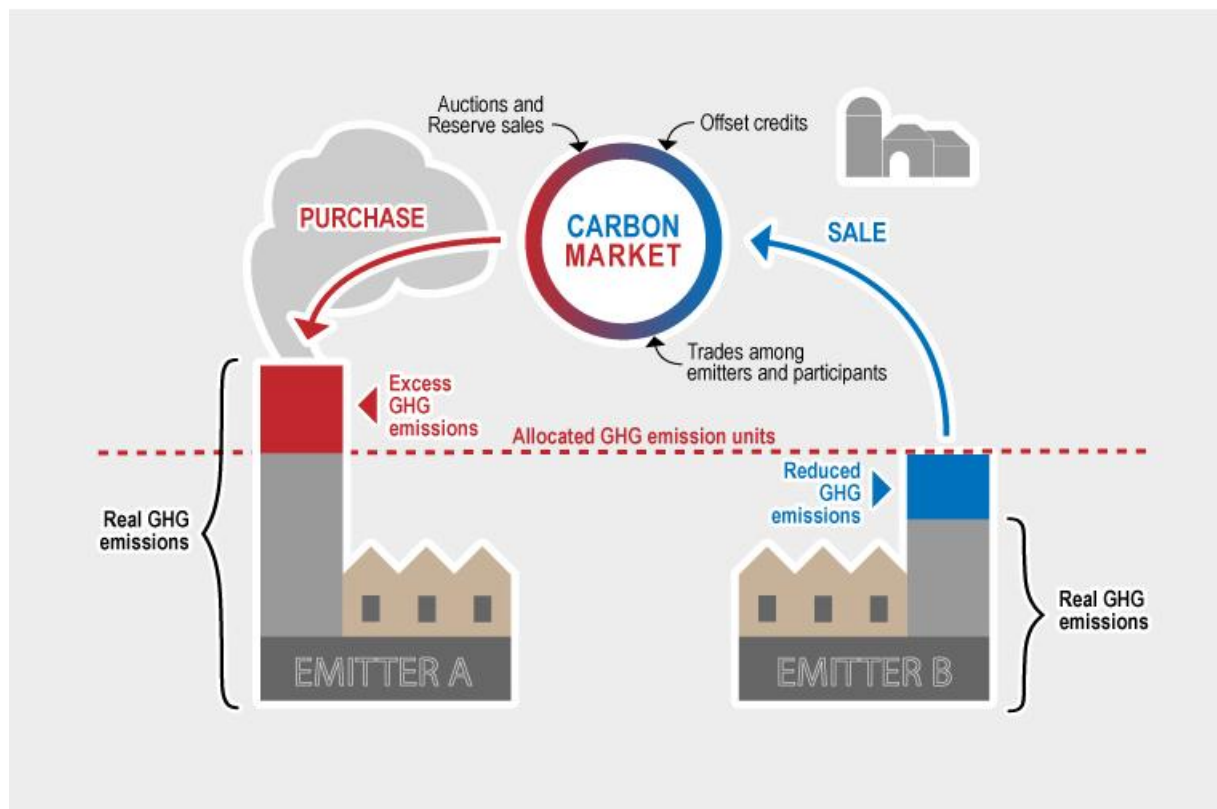 Auctions and
Reserve sales
Offset credits
PURCHASE
CARBON
MARKET
SALE
Trades among
emitters and participants
Excess
GHG
emissions
Allocated GHG emission units
Reduced
GHG
emissions
Real GHG
emissions
Real GHG
emissions
EMITTER A
EMITTER B